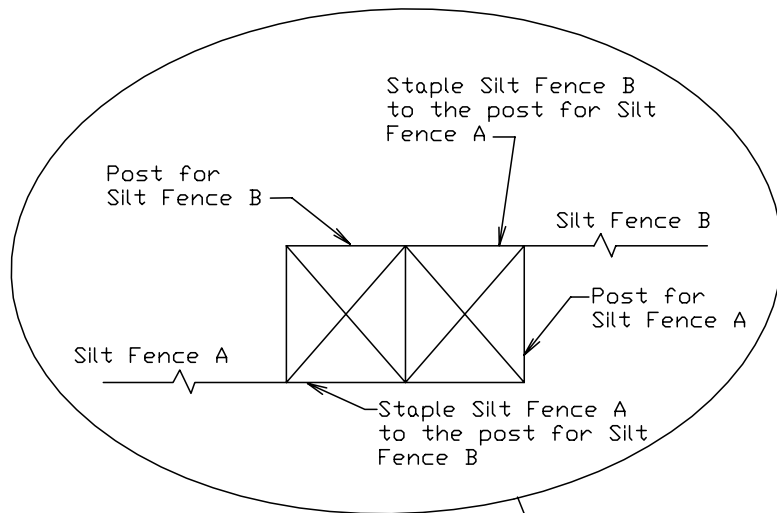 Staple Silt Fence B
to the post for Silt
Fence A
Post for
Silt Fence B
Silt Fence B
Post for
Silt Fence A
Silt Fence A
Staple Silt Fence A
to the post for Silt
Fence B